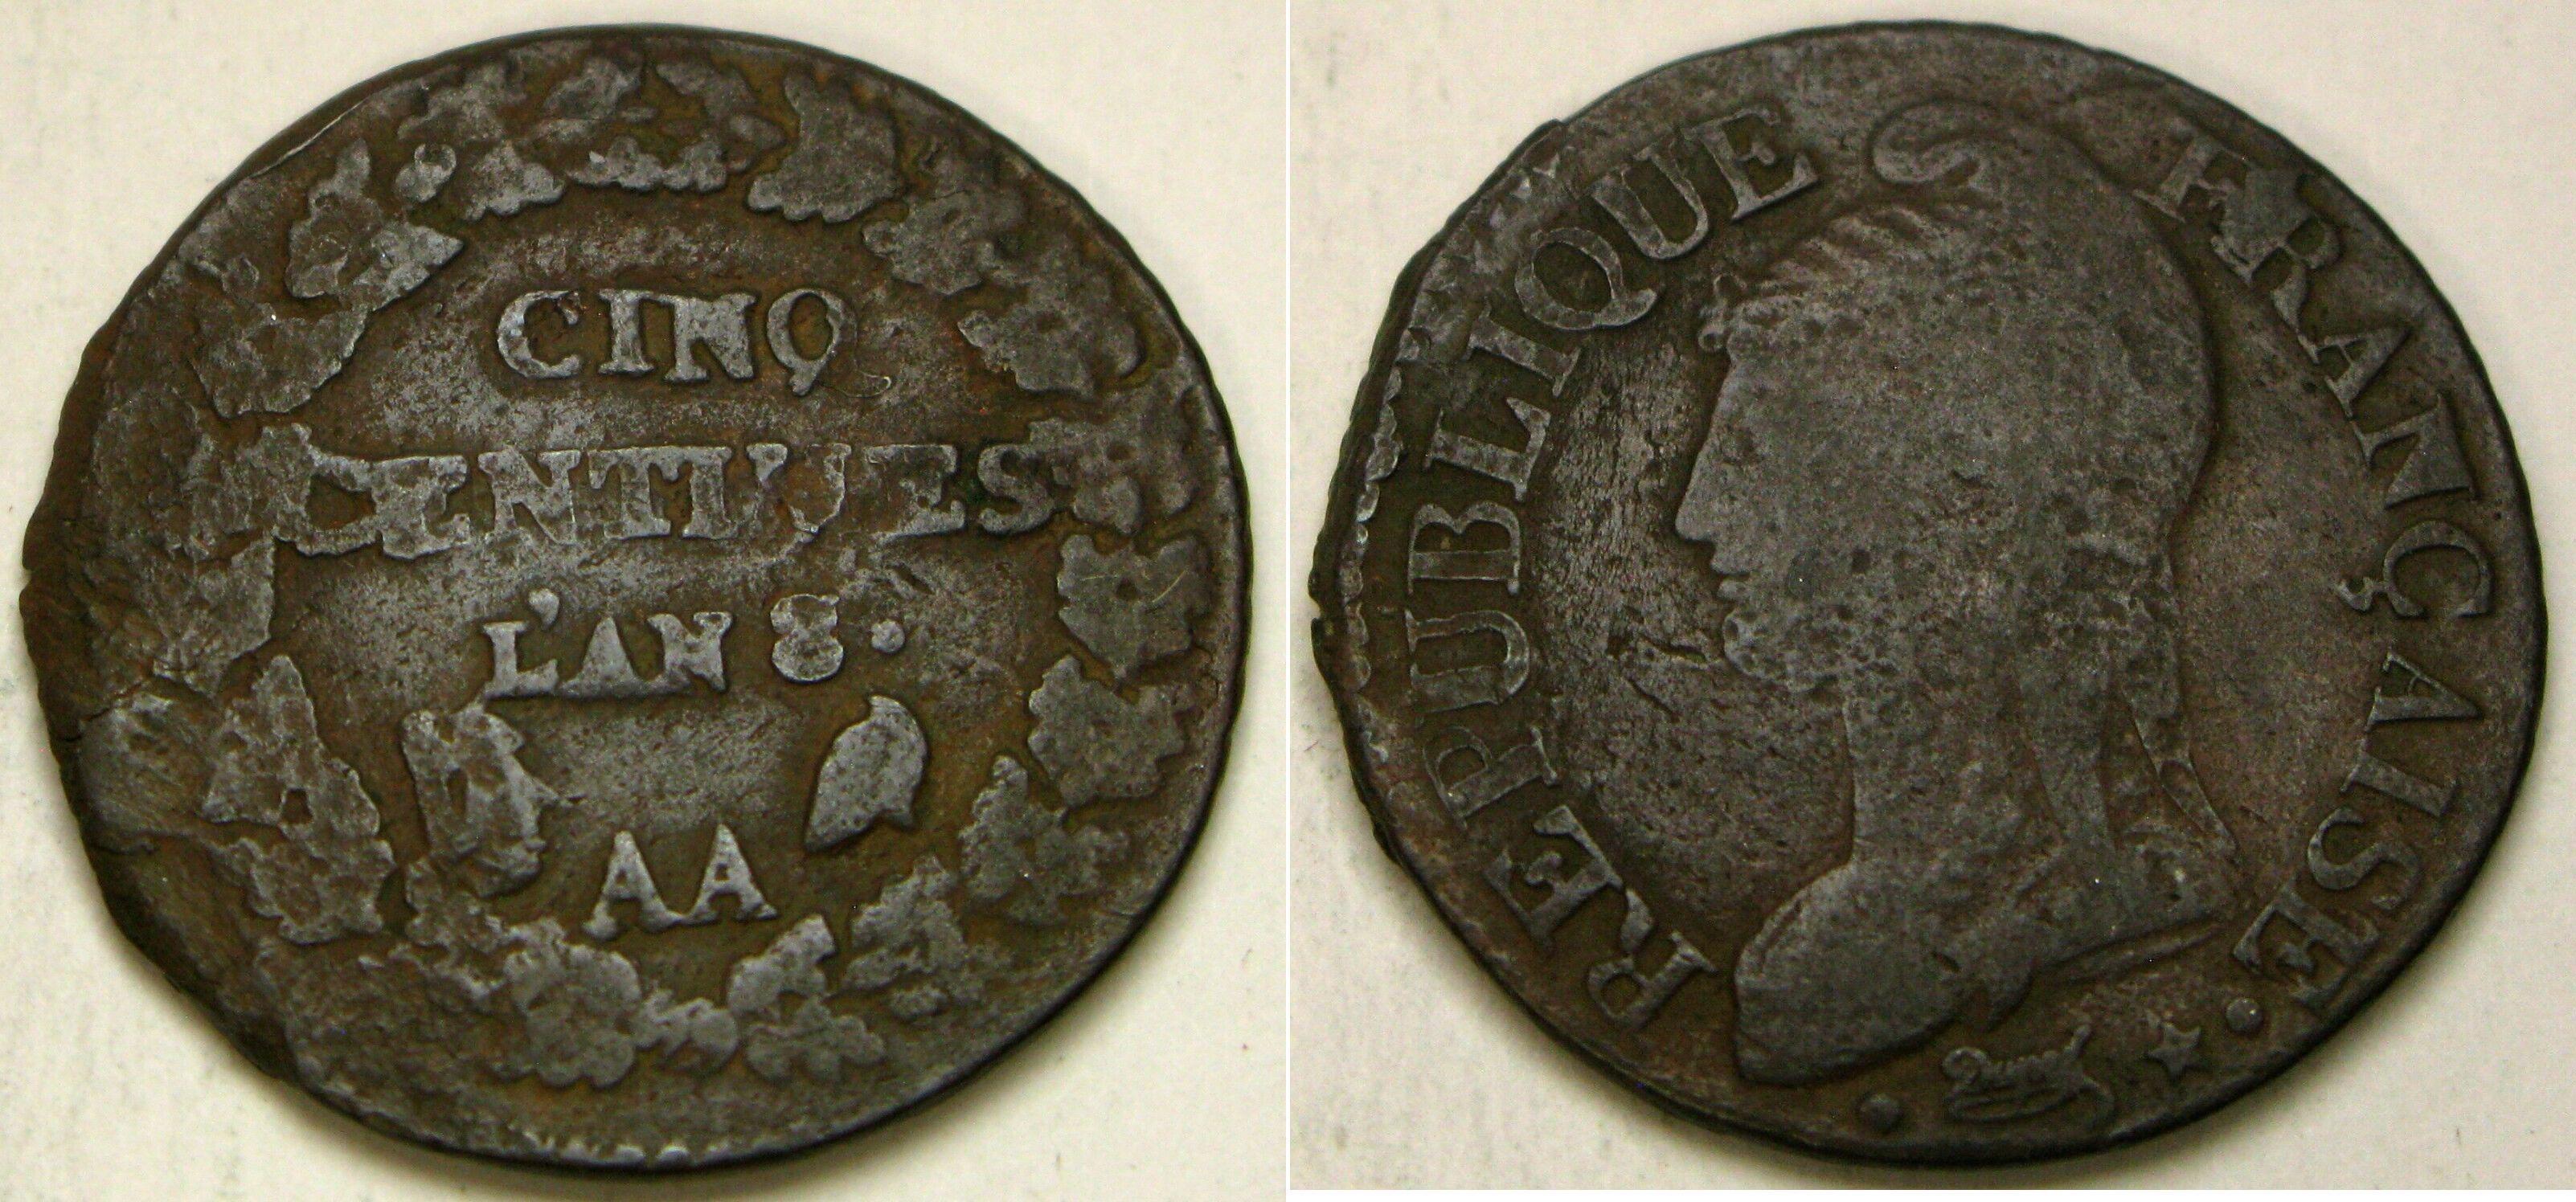 CINQ
CENTIMES
L'AN 8.
AA
REPUBLIQUE FRANÇAISE.